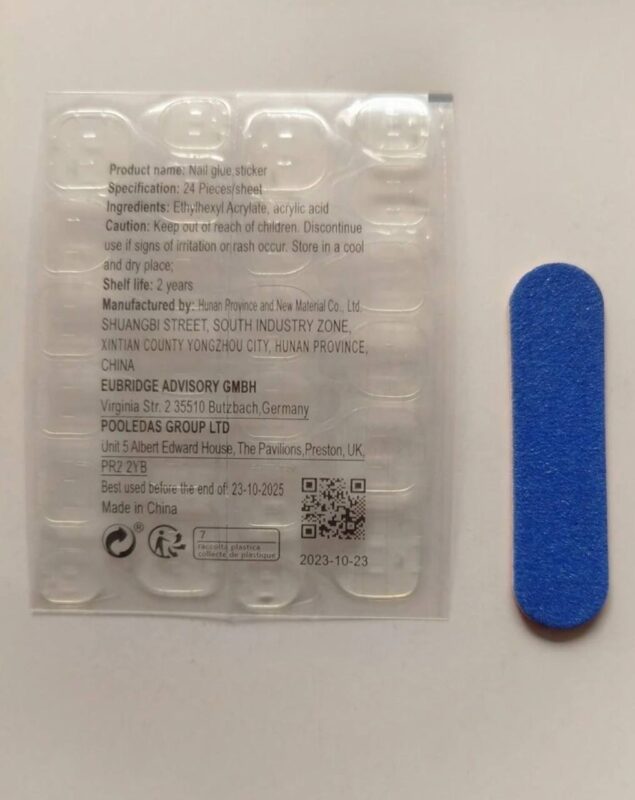 Product name: Nail glue sticker
Specification: 24 Pieces/sheet
Ingredients: Ethylhexyl Acrylate, acrylic acid
Caution: Keep out of reach of children. Discontinue
use if signs of irritation or rash occur. Store in a cool
and dry place;
Shelf life: 2 years
Manufactured by: Hunan Province and New Material Co., Ltd.
SHUANGBI STREET, SOUTH INDUSTRY ZONE,
XINTIAN COUNTY YONGZHOU CITY, HUNAN PROVINCE,
CHINA
EUBRIDGE ADVISORY GMBH
Virginia Str. 2 35510 Butzbach,Germany
POOLEDAS GROUP LTD
Unit 5 Albert Edward House, The Pavilions,Preston, UK,
PR2 2YB
Best used before the end of: 23-10-2025
Made in China
®
7
raccolta plastica
collecte de plastique
2023-10-23